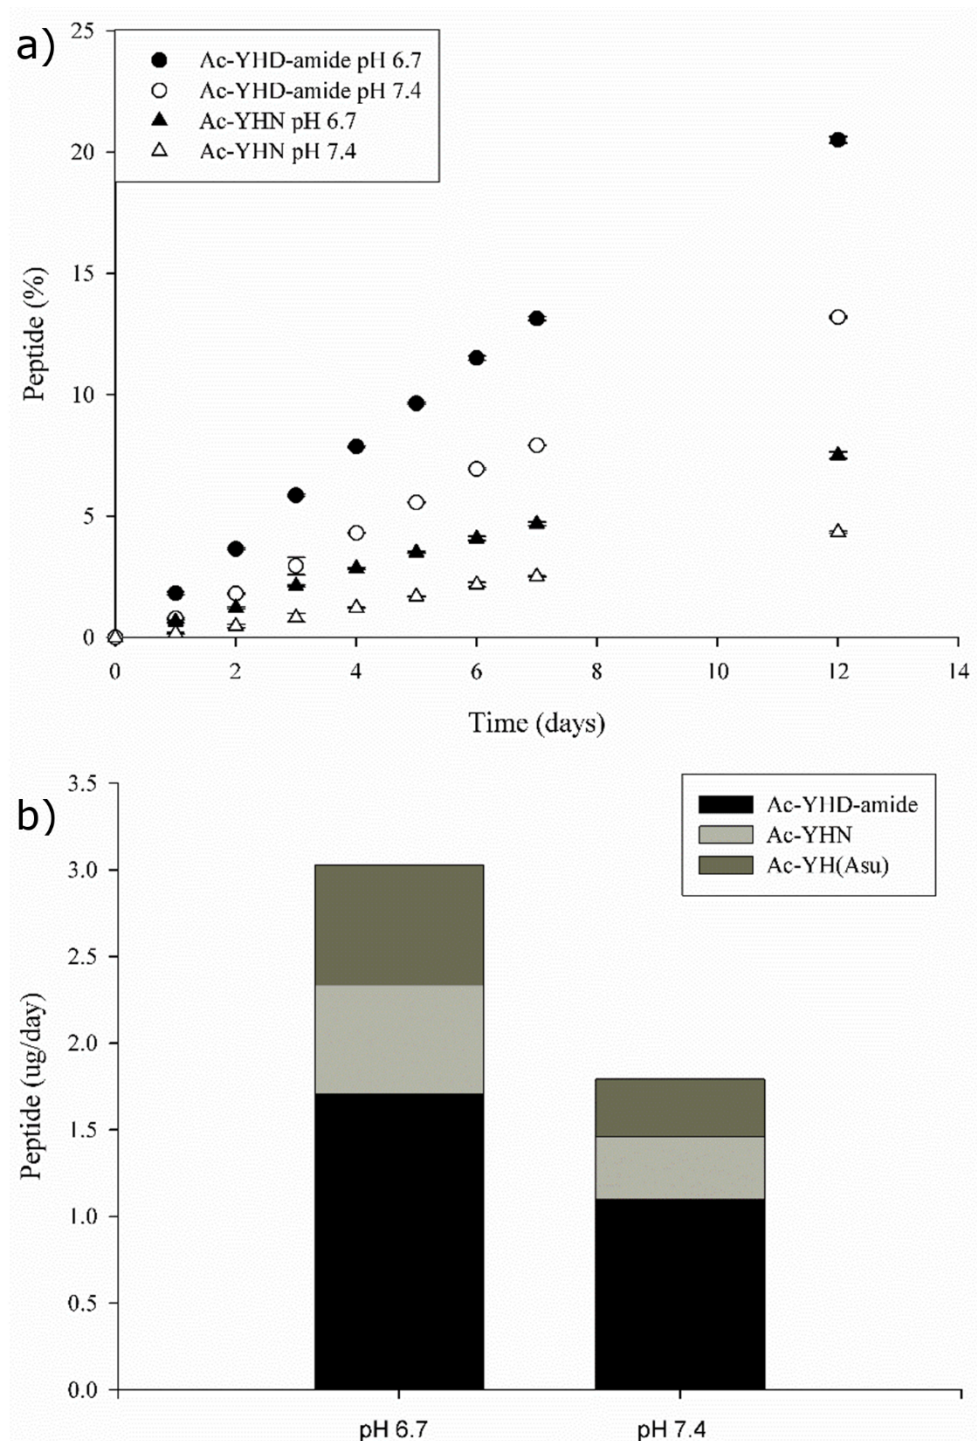 a)
25
Ac-YHD-amide pH 6.7
Ac-YHD-amide pH 7.4
Ac-YHN pH 6.7
Ac-YHN pH 7.4
20
15
10
5
0
Peptide (%)
0 2 4 6 8 10 12 14
Time (days)
b)
3.5
Ac-YHD-amide
Ac-YHN
Ac-YH(Asu)
3.0
2.5
2.0
1.5
1.0
0.5
0.0
Peptide (ug/day)
pH 6.7 pH 7.4